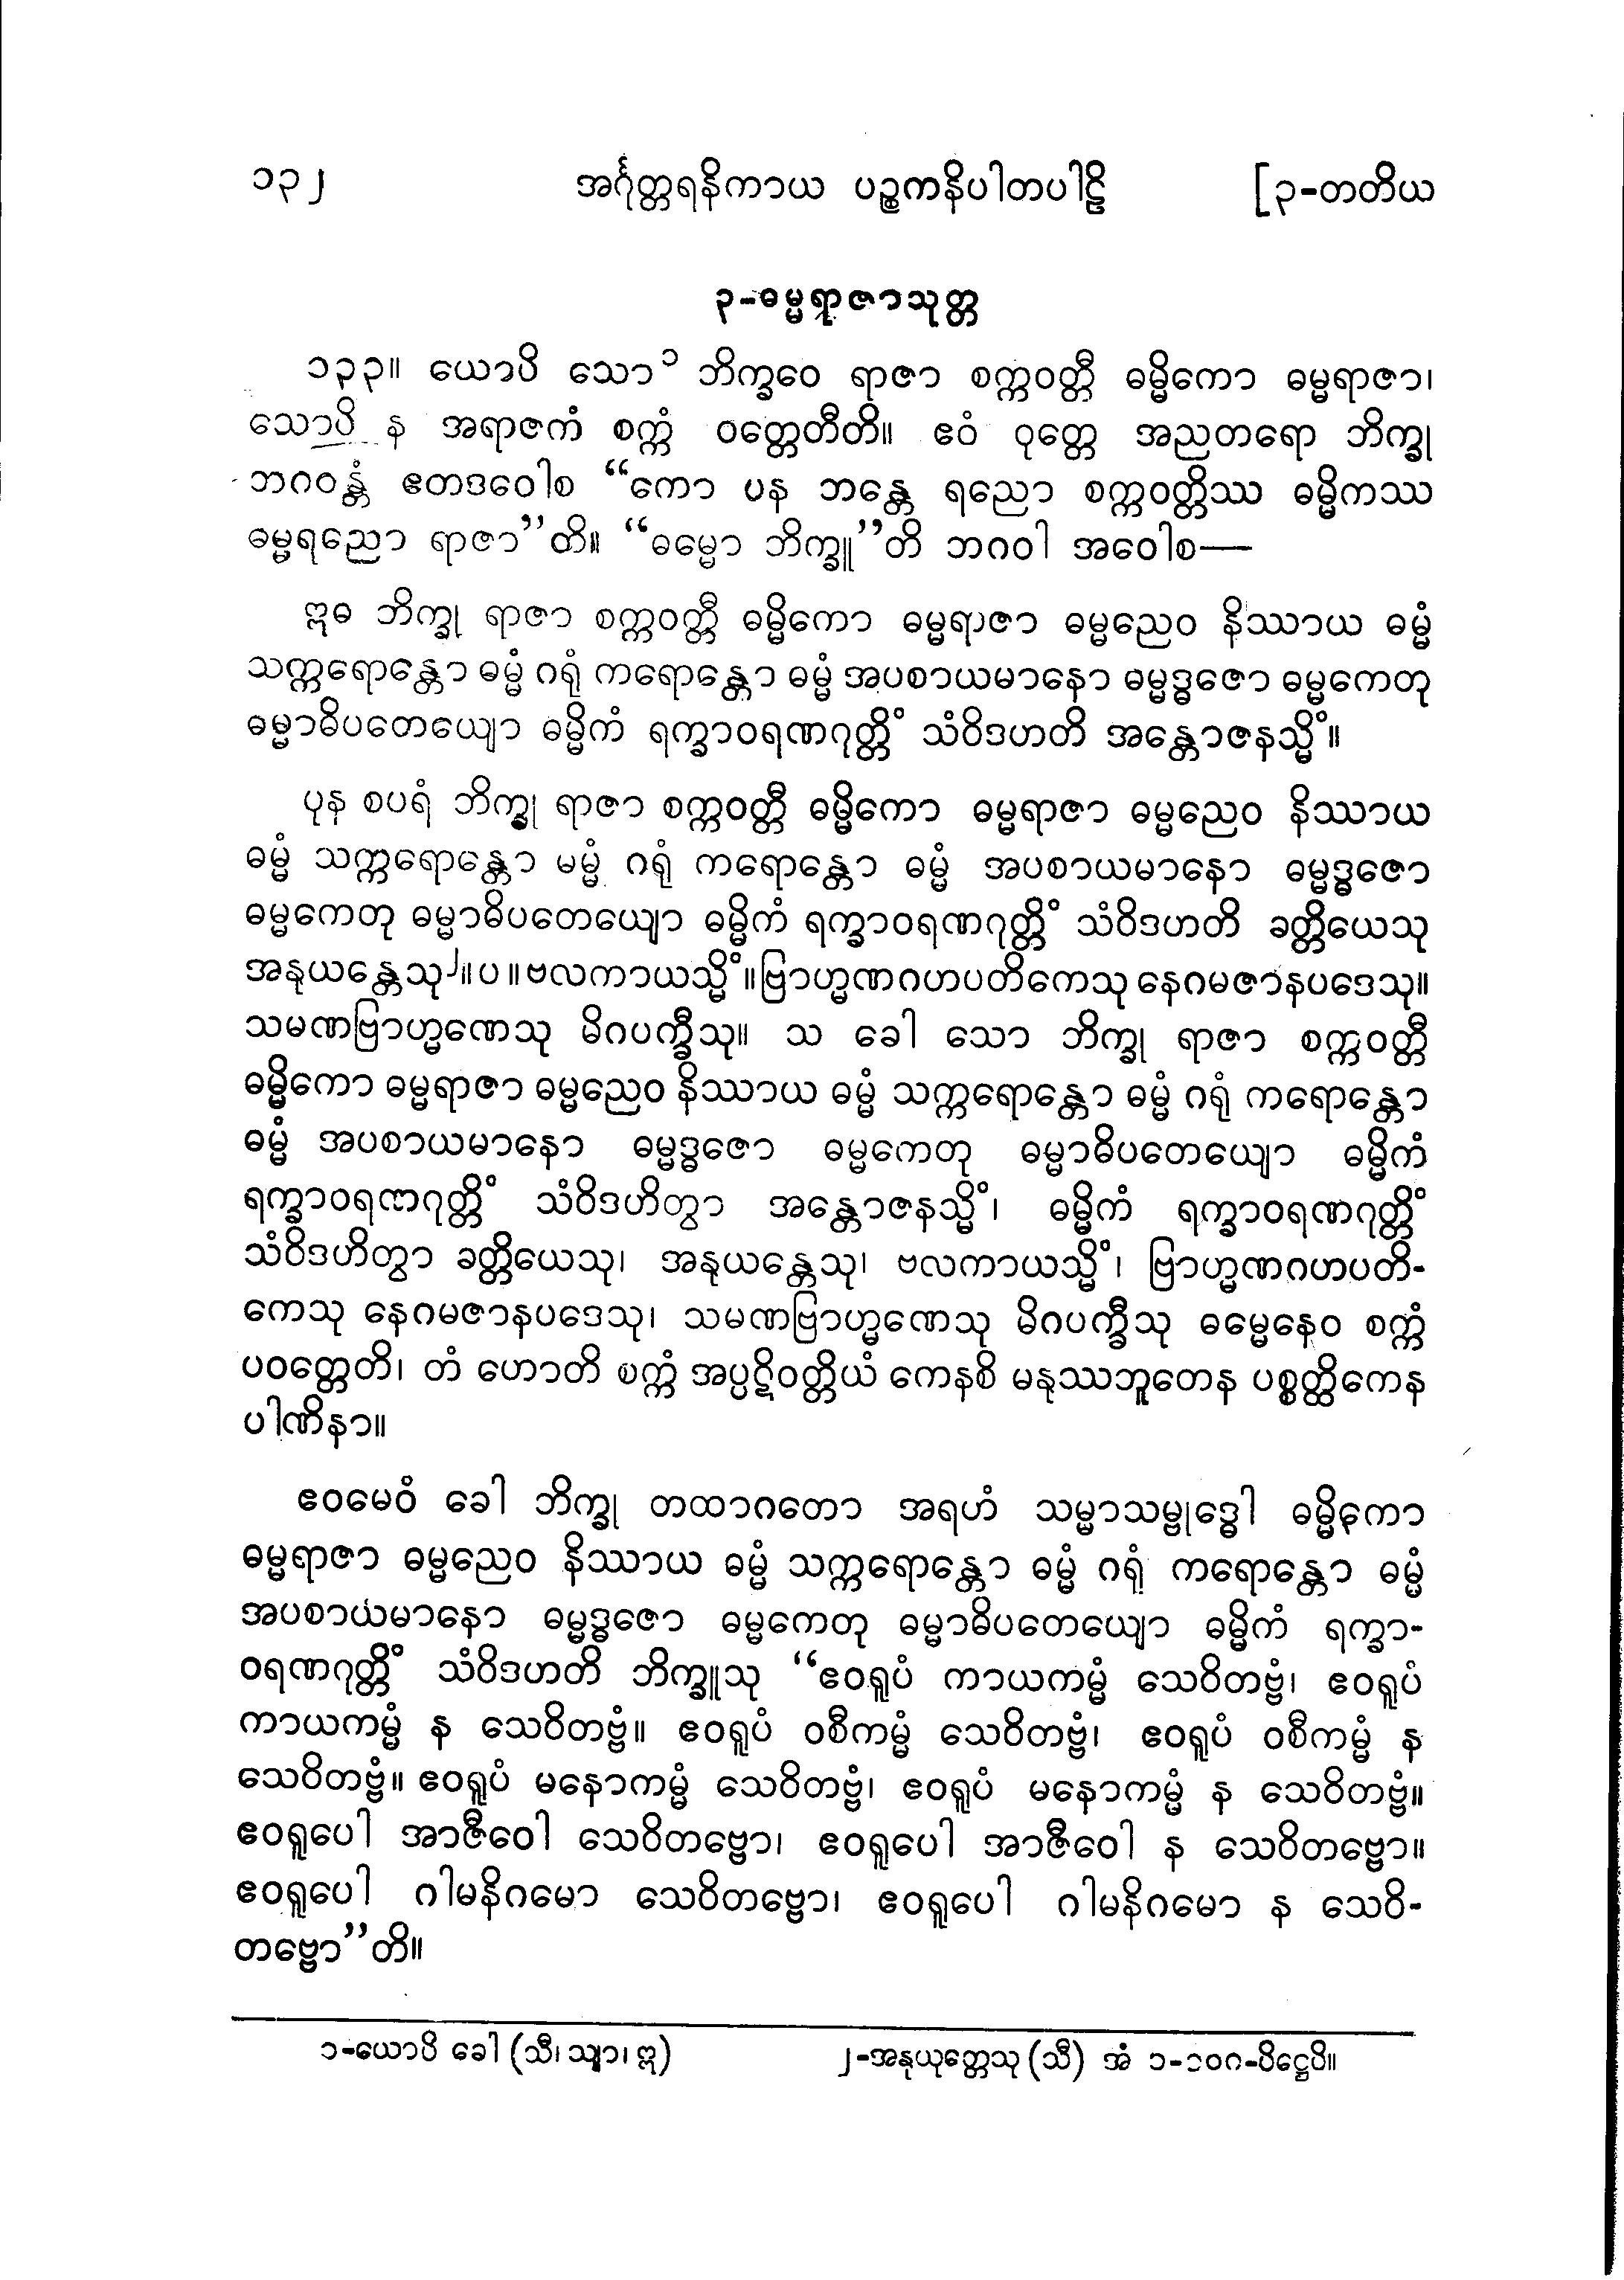 ၁၃၂ အင်္ဂုတ္တရနိကာယ ပဉ္စကနိပါတပါဠိ [၃-တတိယ
၃-ဓမ္မရာဇာသုတ္တ
၁၃၃။ ယောပိ သော၁ ဘိက္ခဝေ ရာဇာ စက္ကဝတ္တီ ဓမ္မိကော ဓမ္မရာဇာ၊
သောပိ န အရာဇကံ စက္ကံ ဝတ္တေတီတိ။ ဧဝံ ဝုတ္တေ အညတရော ဘိက္ခု
ဘဂဝန္တံ ဧတဒဝေါစ “ကော ပန ဘန္တေ ရညော စက္ကဝတ္တိဿ ဓမ္မိကဿ
ဓမ္မရညော ရာဇာ”တိ။ “ဓမ္မော ဘိက္ခူ”တိ ဘဂဝါ အဝေါစ—
ဣဓ ဘိက္ခု ရာဇာ စက္ကဝတ္တီ ဓမ္မိကော ဓမ္မရာဇာ ဓမ္မညေဝ နိဿာယ ဓမ္မံ
သက္ကရောန္တော ဓမ္မံ ဂရုံ ကရောန္တော ဓမ္မံ အပစာယမာနော ဓမ္မဒ္ဓဇော ဓမ္မကေတု
ဓမ္မာဓိပတေယျော ဓမ္မိကံ ရက္ခာဝရဏဂုတ္တိံ သံဝိဒဟတိ အန္တောဇနသ္မိံ။
ပုန စပရံ ဘိက္ခု ရာဇာ စက္ကဝတ္တီ ဓမ္မိကော ဓမ္မရာဇာ ဓမ္မညေဝ နိဿာယ
ဓမ္မံ သက္ကရောန္တော မမ္မံ ဂရုံ ကရောန္တော ဓမ္မံ အပစာယမာနော ဓမ္မဒ္ဓဇော
ဓမ္မကေတု ဓမ္မာဓိပတေယျော ဓမ္မိကံ ရက္ခာဝရဏဂုတ္တိံ သံဝိဒဟတိ ခတ္တိယေသု
အနုယန္တေသု၂။ ပ။ ဗလကာယသ္မိံ။ ဗြာဟ္မဏဂဟပတိကေသု နေဂမဇာနပဒေသု။
သမဏဗြာဟ္မဏေသု မိဂပက္ခီသု။ သ ခေါ သော ဘိက္ခု ရာဇာ စက္ကဝတ္တီ
ဓမ္မိကော ဓမ္မရာဇာ ဓမ္မညေဝ နိဿာယ ဓမ္မံ သက္ကရောန္တော ဓမ္မံ ဂရုံ ကရောန္တော
ဓမ္မံ အပစာယမာနော ဓမ္မဒ္ဓဇော ဓမ္မကေတု ဓမ္မာဓိပတေယျော ဓမ္မိကံ
ရက္ခာဝရဏဂုတ္တိံ သံဝိဒဟိတွာ အန္တောဇနသ္မိံ၊ ဓမ္မိကံ ရက္ခာဝရဏဂုတ္တိံ
သံဝိဒဟိတွာ ခတ္တိယေသု၊ အနုယန္တေသု၊ ဗလကာယသ္မိံ၊ ဗြာဟ္မဏဂဟပတိ-
ကေသု နေဂမဇာနပဒေသု၊ သမဏဗြာဟ္မဏေသု မိဂပက္ခီသု ဓမ္မေနေဝ စက္ကံ
ပဝတ္တေတိ၊ တံ ဟောတိ စက္ကံ အပ္ပဋိဝတ္တိယံ ကေနစိ မနုဿဘူတေန ပစ္စတ္ထိကေန
ပါဏိနာ။
ဧဝမေဝံ ခေါ ဘိက္ခု တထာဂတော အရဟံ သမ္မာသမ္ဗုဒ္ဓေါ ဓမ္မိကော
ဓမ္မရာဇာ ဓမ္မညေဝ နိဿာယ ဓမ္မံ သက္ကရောန္တော ဓမ္မံ ဂရုံ ကရောန္တော ဓမ္မံ
အပစာယမာနော ဓမ္မဒ္ဓဇော ဓမ္မကေတု ဓမ္မာဓိပတေယျော ဓမ္မိကံ ရက္ခာ-
ဝရဏဂုတ္တိံ သံဝိဒဟတိ ဘိက္ခူသု “ဧဝရူပံ ကာယကမ္မံ သေဝိတဗ္ဗံ၊ ဧဝရူပံ
ကာယကမ္မံ န သေဝိတဗ္ဗံ။ ဧဝရူပံ ဝစီကမ္မံ သေဝိတဗ္ဗံ၊ ဧဝရူပံ ဝစီကမ္မံ န
သေဝိတဗ္ဗံ။ ဧဝရူပံ မနောကမ္မံ သေဝိတဗ္ဗံ၊ ဧဝရူပံ မနောကမ္မံ န သေဝိတဗ္ဗံ။
ဧဝရူပေါ အာဇီဝေါ သေဝိတဗ္ဗော၊ ဧဝရူပေါ အာဇီဝေါ န သေဝိတဗ္ဗော။
ဧဝရူပေါ ဂါမနိဂမော သေဝိတဗ္ဗော၊ ဧဝရူပေါ ဂါမနိဂမော န သေဝိ-
တဗ္ဗော”တိ။
၁-ယောပိ ခေါ (သီ၊ သျာ၊ ဣ) ၂-အနုယုတ္တေသု (သီ) အံ ၁-၁၀၈-ပိဋ္ဌေပိ။